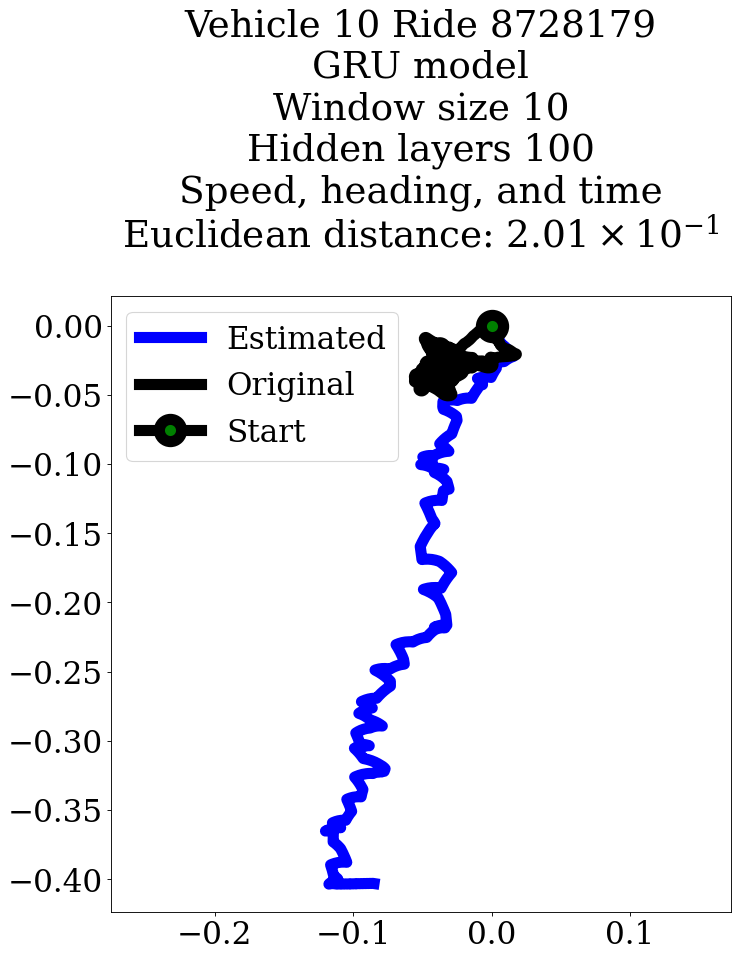 Vehicle 10 Ride 8728179
GRU model
Window size 10
Hidden layers 100
Speed, heading, and time
Euclidean distance: 2.01 × 10⁻¹
Estimated
Original
Start
0.00
−0.05
−0.10
−0.15
−0.20
−0.25
−0.30
−0.35
−0.40
−0.2
−0.1
0.0
0.1